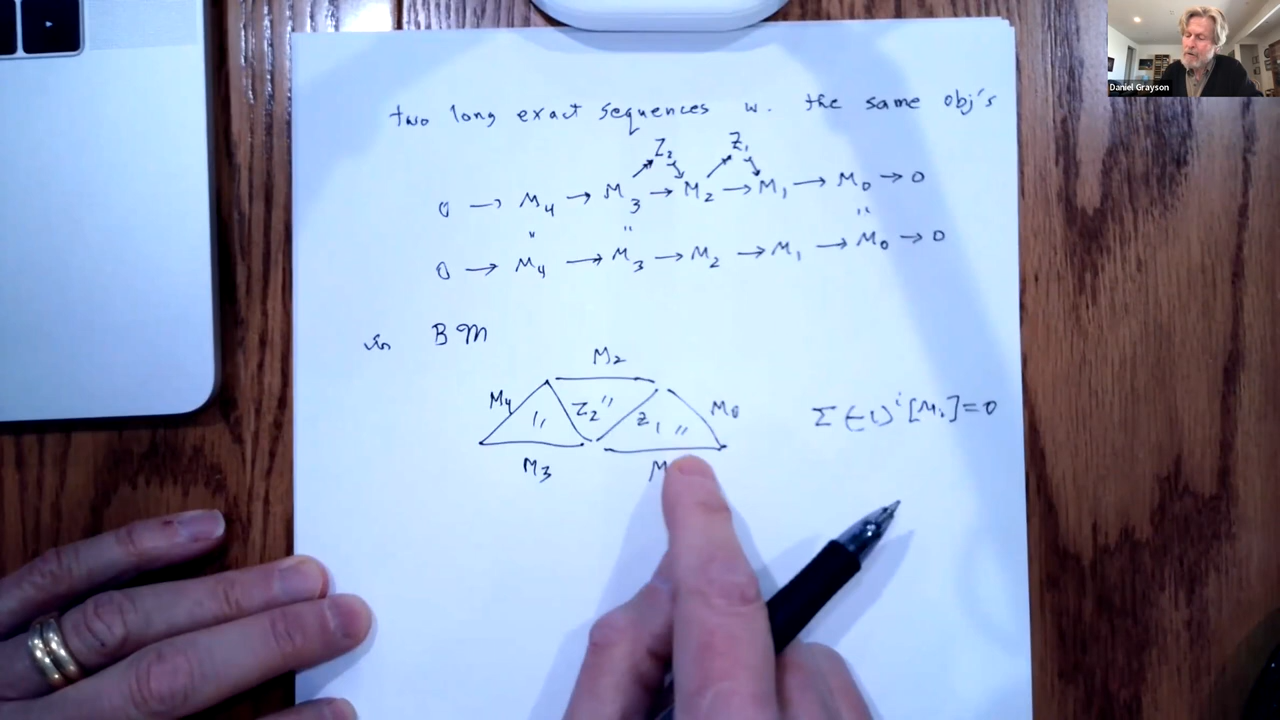 Daniel Grayson
two long exact sequences w. the same obj's
Z₂ Z₁
0 → M₄ → M₃ → M₂ → M₁ → M₀ → 0
" " "
0 → M₄ → M₃ → M₂ → M₁ → M₀ → 0
in B M
M₂
M₄ " Z₂ " Z₁ " M₀ Σ (-1)ⁱ [Mᵢ] = 0
M₃ M